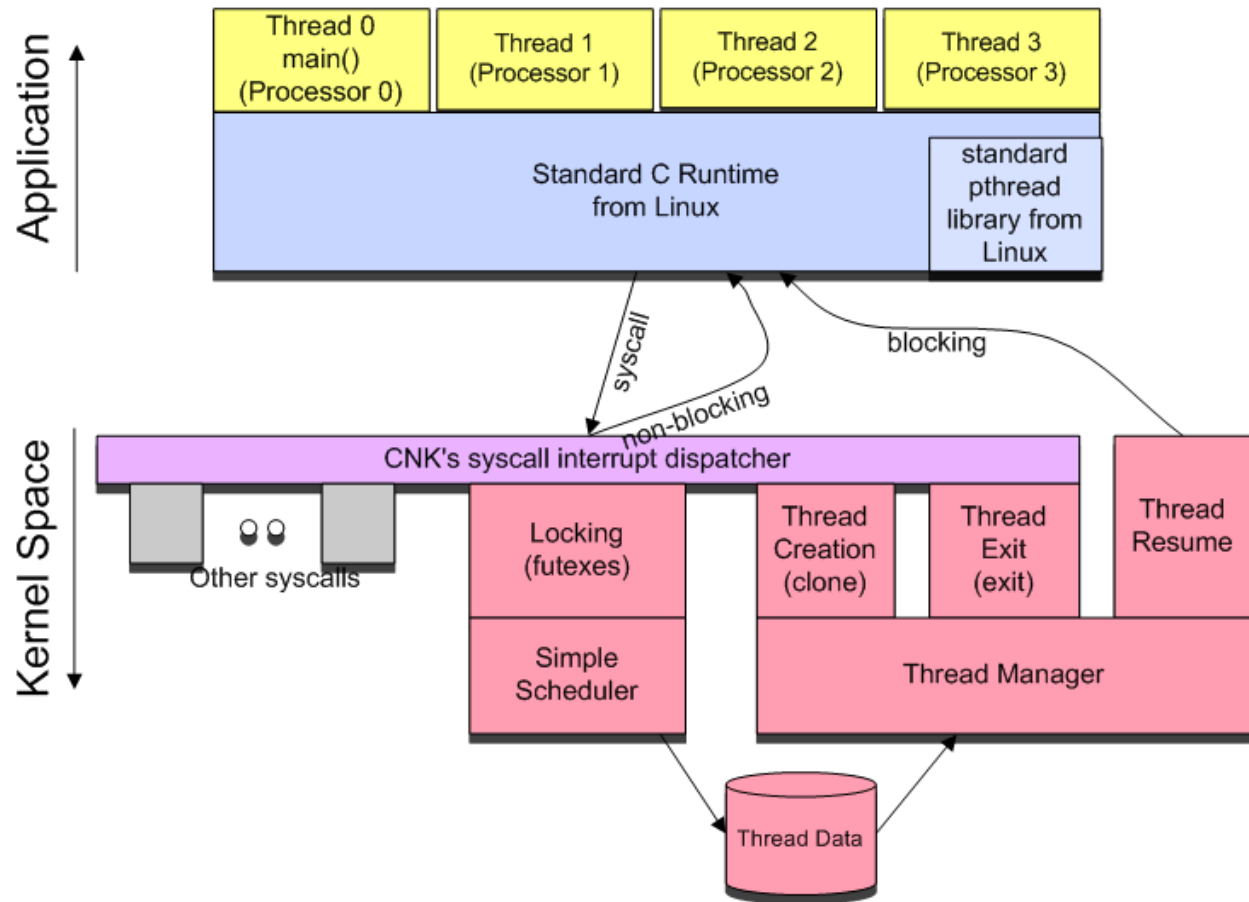 Application
Thread 0
main()
(Processor 0)
Thread 1
(Processor 1)
Thread 2
(Processor 2)
Thread 3
(Processor 3)
Standard C Runtime
from Linux
standard
pthread
library from
Linux
syscall
non-blocking
blocking
Kernel Space
CNK's syscall interrupt dispatcher
Other syscalls
Locking
(futexes)
Simple
Scheduler
Thread
Creation
(clone)
Thread
Exit
(exit)
Thread
Resume
Thread Manager
Thread Data